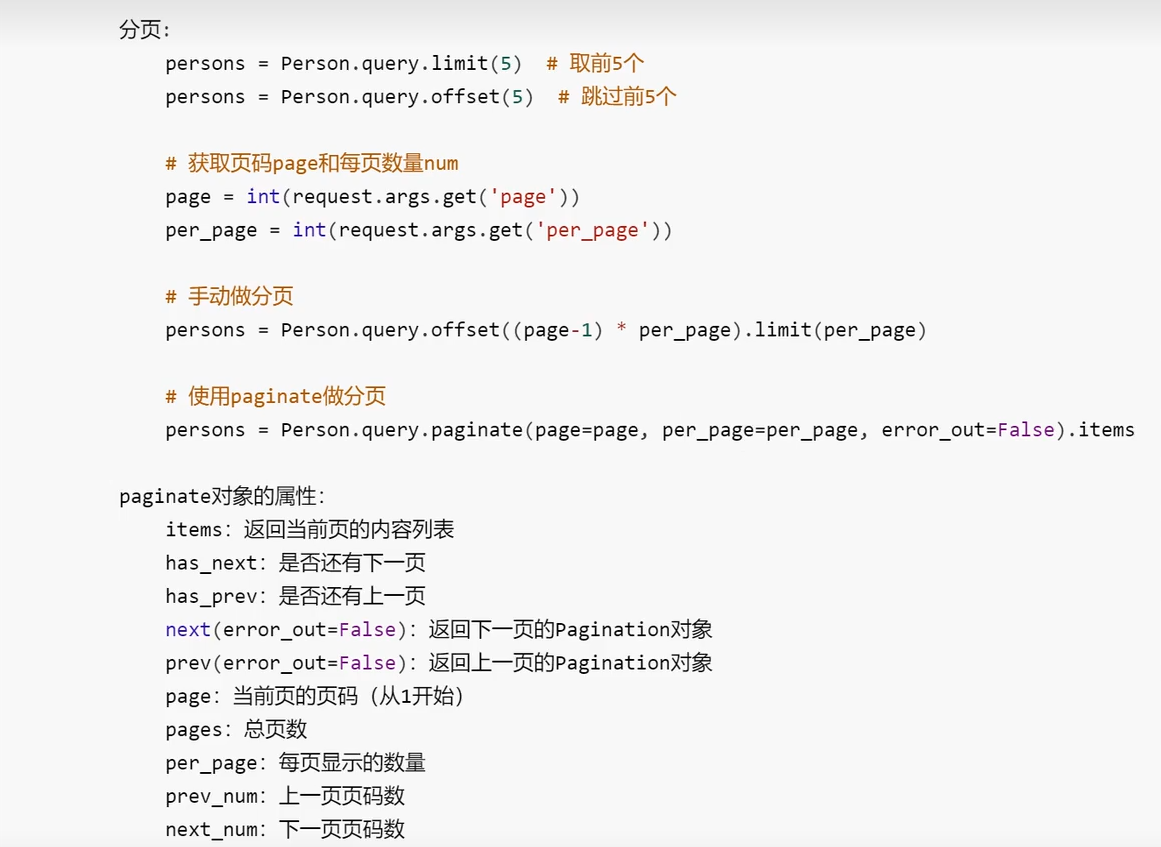 分页:
persons = Person.query.limit(5)  # 取前5个
persons = Person.query.offset(5)  # 跳过前5个
# 获取页码page和每页数量num
page = int(request.args.get('page'))
per_page = int(request.args.get('per_page'))
# 手动做分页
persons = Person.query.offset((page-1) * per_page).limit(per_page)
# 使用paginate做分页
persons = Person.query.paginate(page=page, per_page=per_page, error_out=False).items
paginate对象的属性:
items: 返回当前页的内容列表
has_next: 是否还有下一页
has_prev: 是否还有上一页
next(error_out=False): 返回下一页的Pagination对象
prev(error_out=False): 返回上一页的Pagination对象
page: 当前页的页码 (从1开始)
pages: 总页数
per_page: 每页显示的数量
prev_num: 上一页页码数
next_num: 下一页页码数